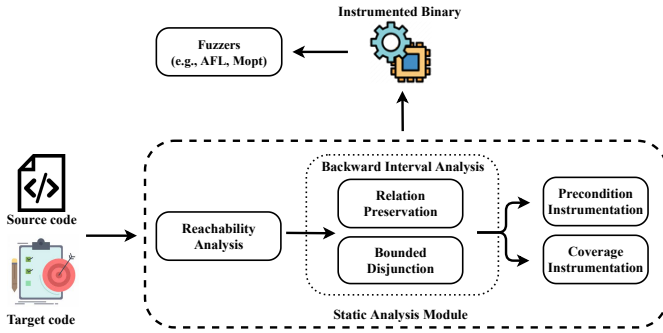 Instrumented Binary
Fuzzers
(e.g., AFL, Mopt)
Backward Interval Analysis
</>
Source code
Relation
Preservation
Precondition
Instrumentation
Reachability
Analysis
Bounded
Disjunction
Coverage
Instrumentation
Target code
Static Analysis Module